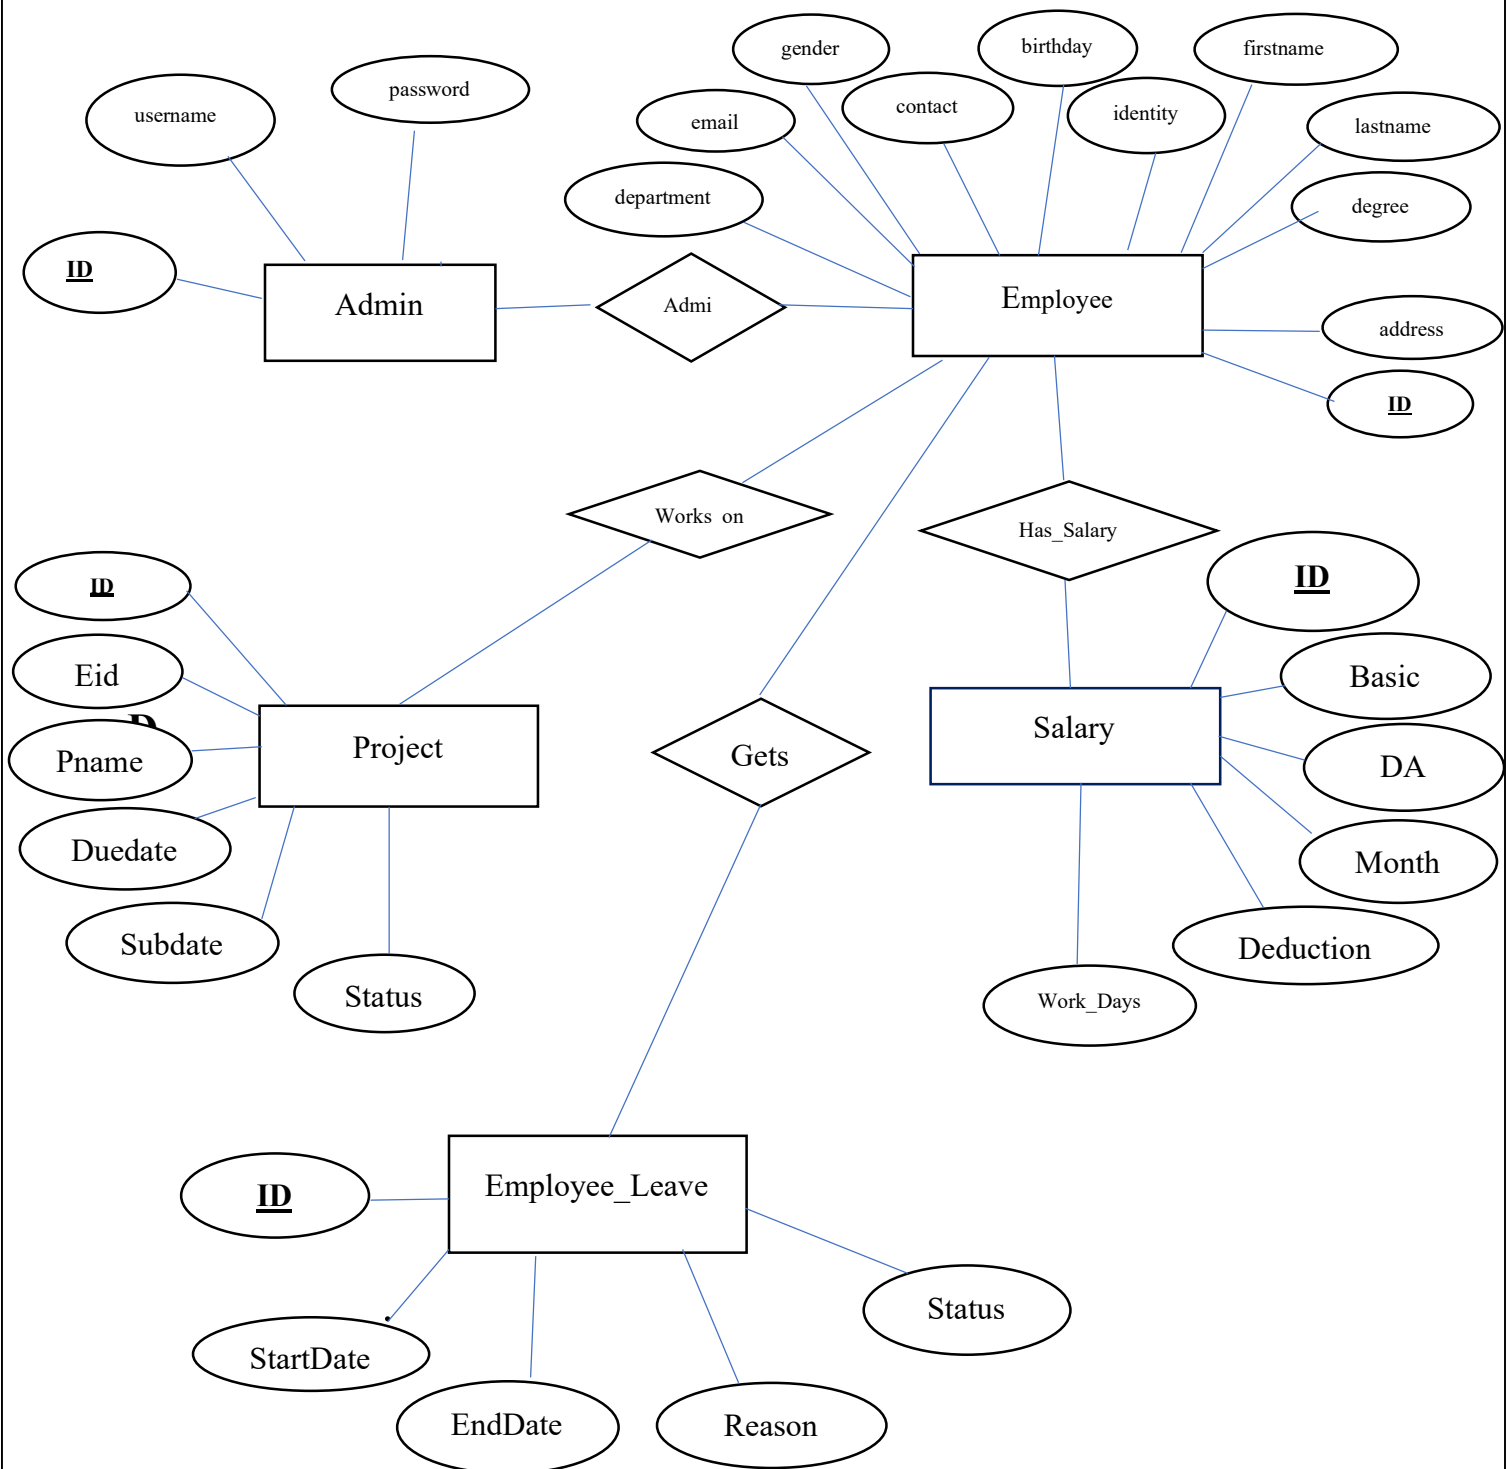 gender
birthday
firstname
password
username
email
contact
identity
lastname
department
degree
ID
Admin
Admi
Employee
address
ID
Works on
Has_Salary
ID
ID
Eid
Basic
Pname
Project
Gets
Salary
DA
Duedate
Month
Subdate
Deduction
Status
Work_Days
ID
Employee_Leave
Status
StartDate
EndDate
Reason